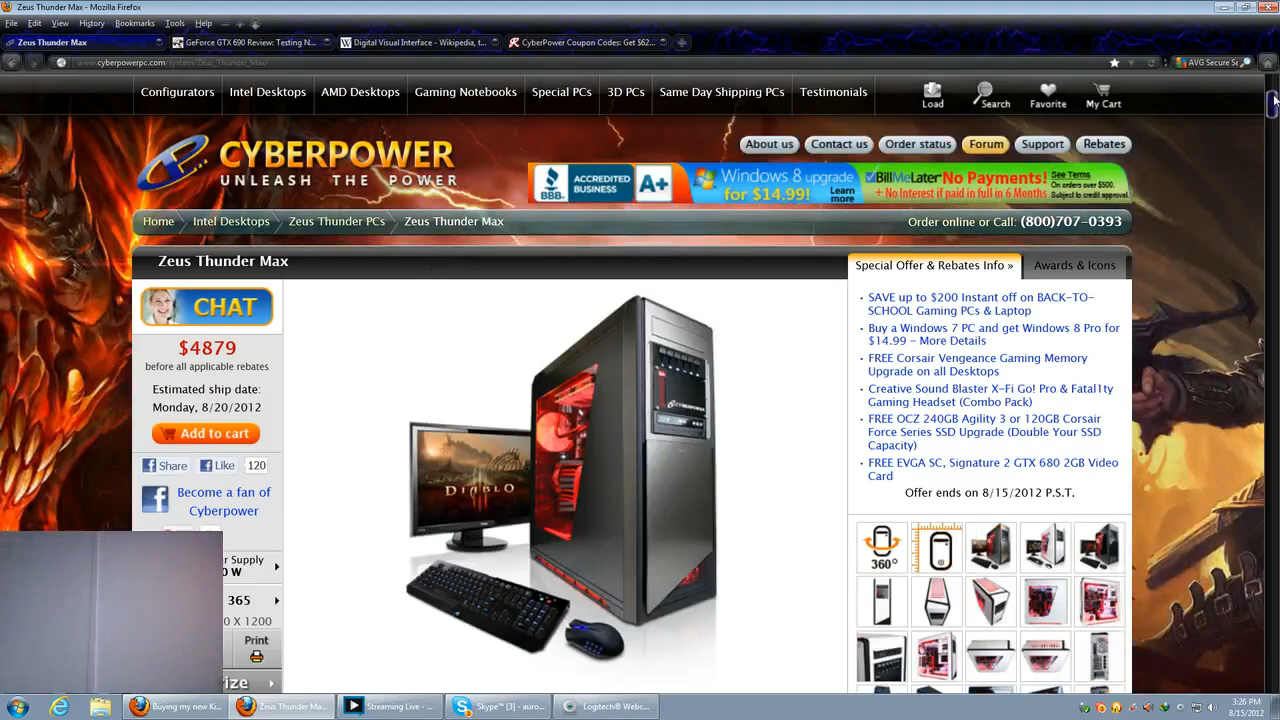 Zeus Thunder Max - Mozilla Firefox
File Edit View History Bookmarks Tools Help
Zeus Thunder Max
GeForce GTX 690 Review: Testing N...
Digital Visual Interface - Wikipedia, t...
CyberPower Coupon Codes: Get $62...
www.cyberpowerpc.com/system/Zeus_Thunder_Max/
AVG Secure Se
Configurators Intel Desktops AMD Desktops Gaming Notebooks Special PCs 3D PCs Same Day Shipping PCs Testimonials
Load Search Favorite My Cart
CYBERPOWER
UNLEASH THE POWER
About us Contact us Order status Forum Support Rebates
BBB ACCREDITED BUSINESS A+
Windows 8 upgrade for $14.99! Learn more
BillMeLater No Payments!
+ No Interest if paid in full in 6 Months
See Terms
On orders over $500.
Subject to credit approval.
Home Intel Desktops Zeus Thunder PCs Zeus Thunder Max
Order online or Call: (800)707-0393
Zeus Thunder Max
Special Offer & Rebates Info » Awards & Icons
CHAT
$4879
before all applicable rebates
Estimated ship date:
Monday, 8/20/2012
Add to cart
Share Like 120
Become a fan of
Cyberpower
er Supply
0 W
365
0 X 1200
Print
ize
DIABLO
CYBERPOWER
· SAVE up to $200 Instant off on BACK-TO-
SCHOOL Gaming PCs & Laptop
· Buy a Windows 7 PC and get Windows 8 Pro for
$14.99 - More Details
· FREE Corsair Vengeance Gaming Memory
Upgrade on all Desktops
· Creative Sound Blaster X-Fi Go! Pro & Fatal1ty
Gaming Headset (Combo Pack)
· FREE OCZ 240GB Agility 3 or 120GB Corsair
Force Series SSD Upgrade (Double Your SSD
Capacity)
· FREE EVGA SC, Signature 2 GTX 680 2GB Video
Card
Offer ends on 8/15/2012 P.S.T.
360°
Buying my new Ki...
Zeus Thunder Ma...
Streaming Live - ...
Skype™ [3] - auro...
Logitech® Webc...
3:26 PM
8/15/2012